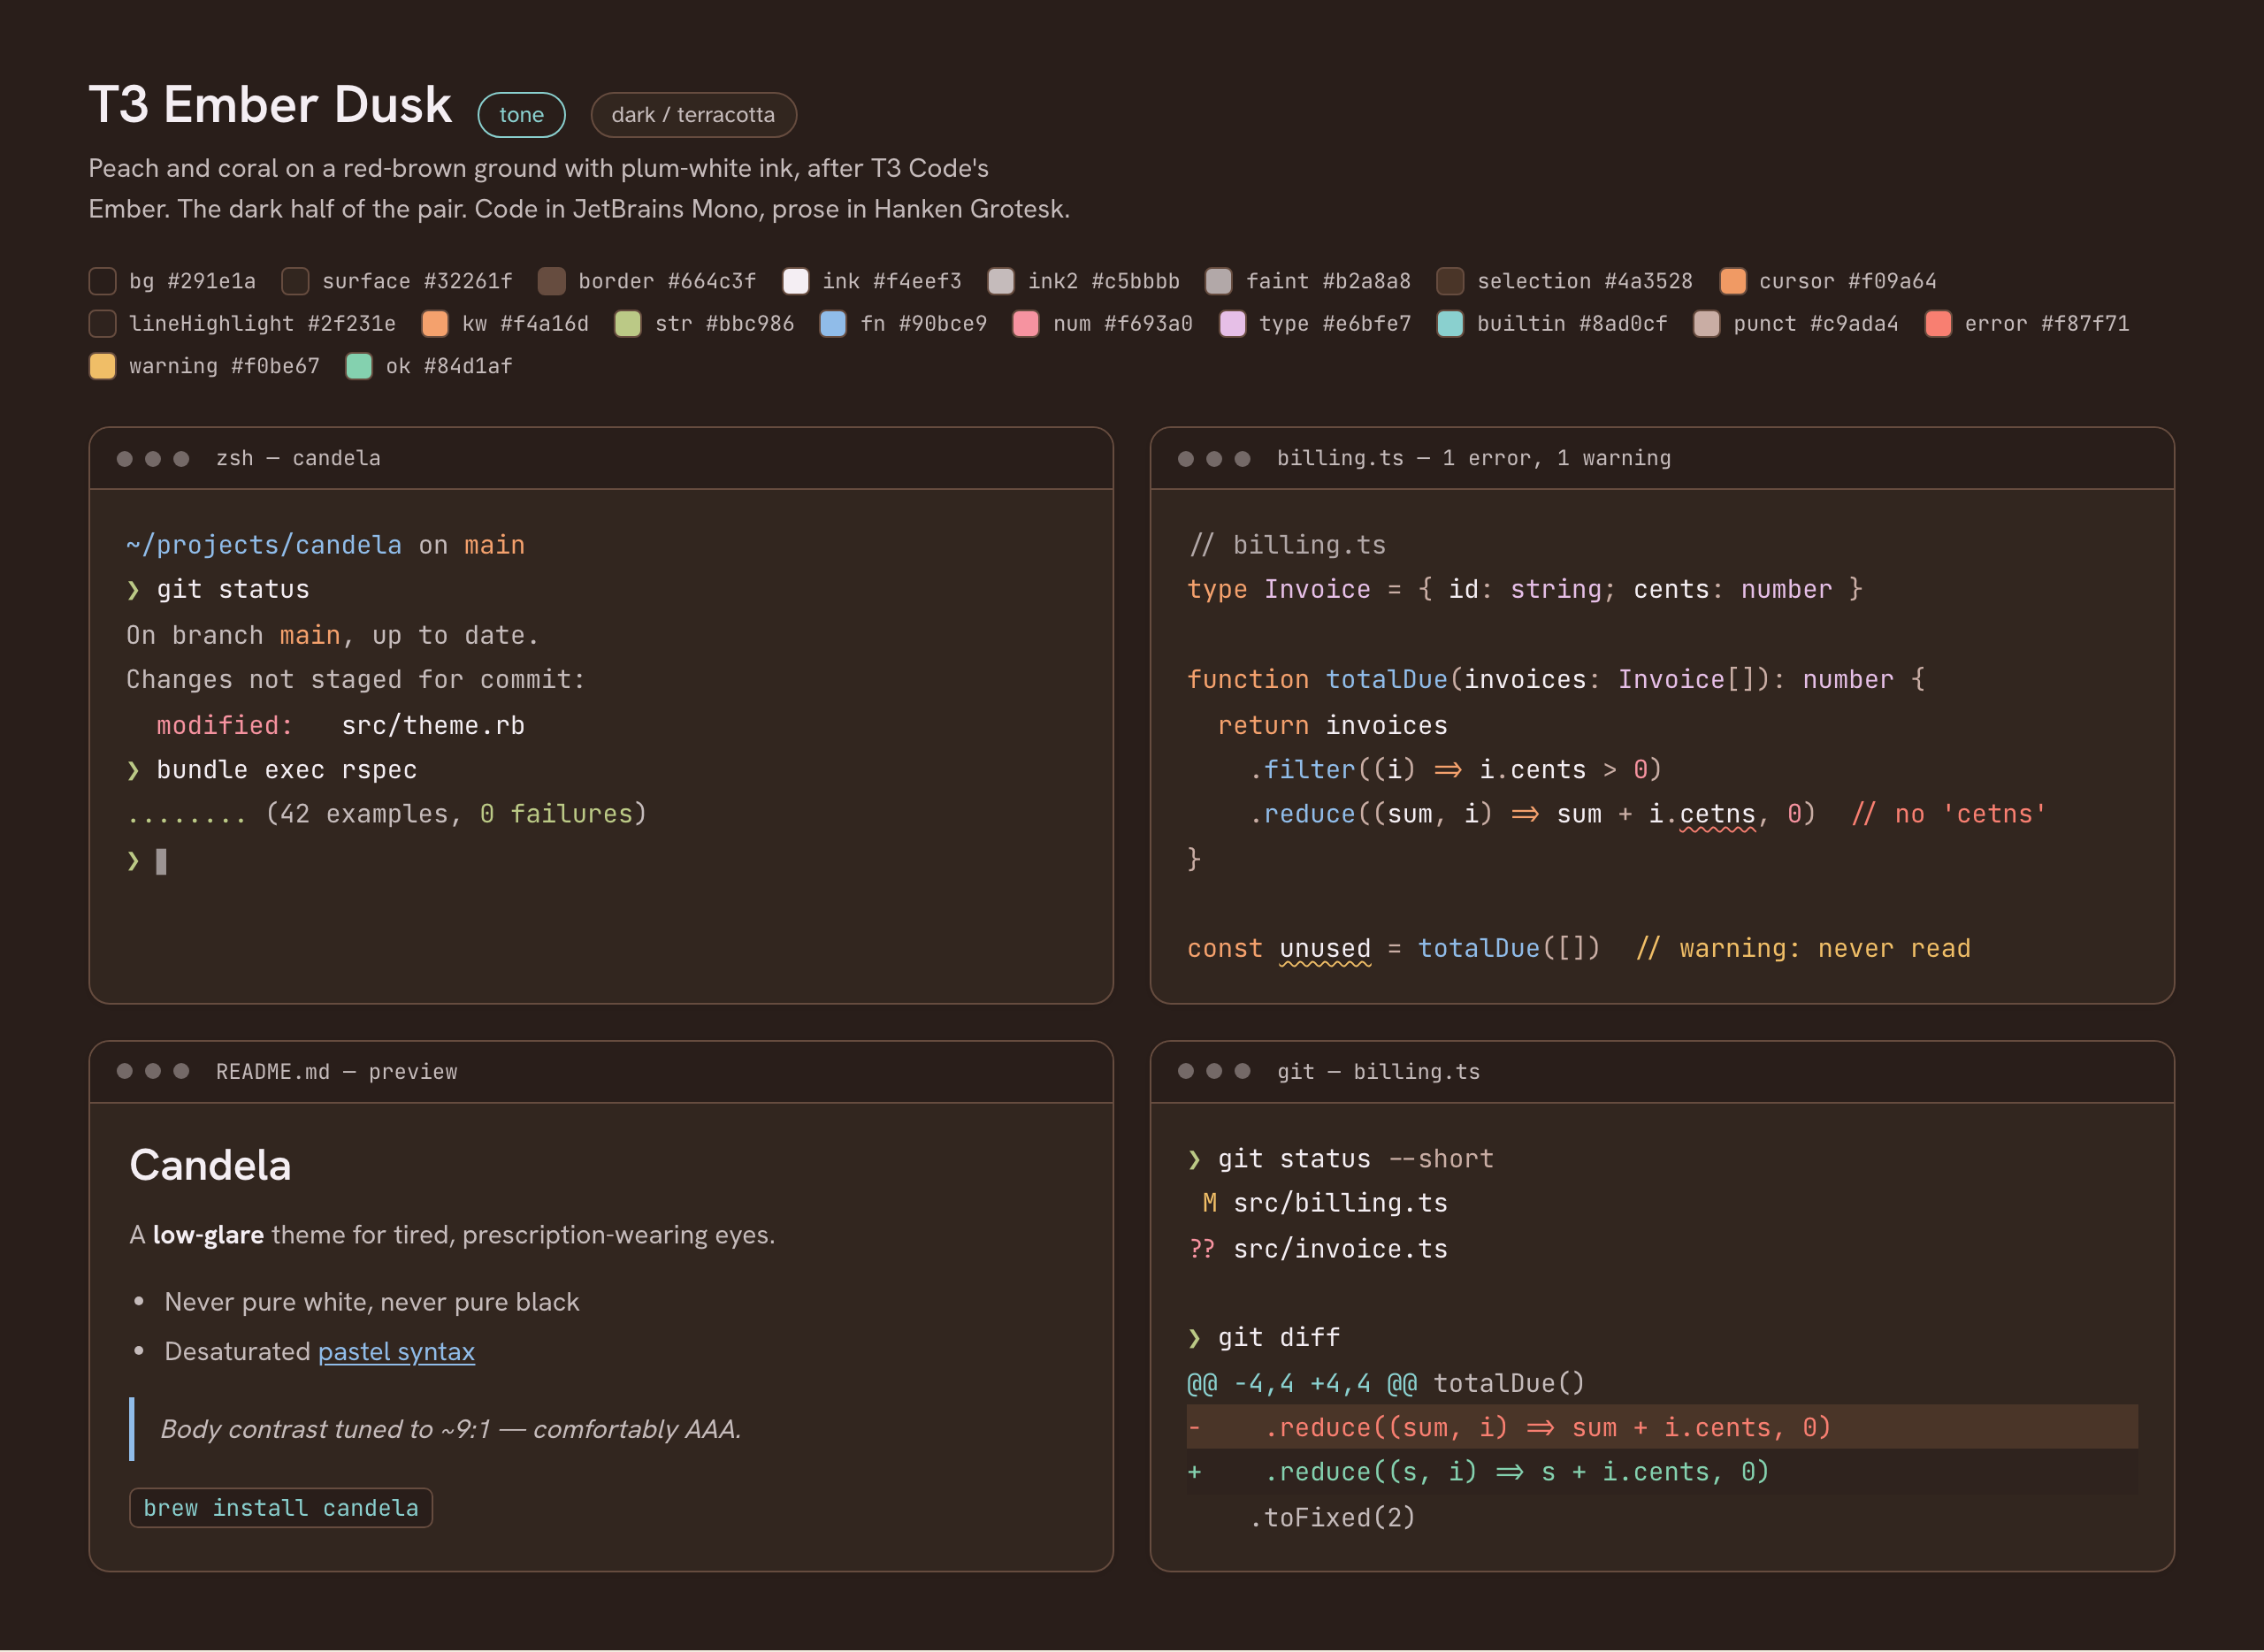 T3 Ember Dusk tone dark / terracotta
Peach and coral on a red-brown ground with plum-white ink, after T3 Code's
Ember. The dark half of the pair. Code in JetBrains Mono, prose in Hanken Grotesk.
bg #291e1a surface #32261f border #664c3f ink #f4eef3 ink2 #c5bbbb faint #b2a8a8 selection #4a3528 cursor #f09a64
lineHighlight #2f231e kw #f4a16d str #bbc986 fn #90bce9 num #f693a0 type #e6bfe7 builtin #8ad0cf punct #c9ada4 error #f87f71
warning #f0be67 ok #84d1af
zsh — candela
~/projects/candela on main
❯ git status
On branch main, up to date.
Changes not staged for commit:
  modified:   src/theme.rb
❯ bundle exec rspec
........ (42 examples, 0 failures)
❯
billing.ts — 1 error, 1 warning
// billing.ts
type Invoice = { id: string; cents: number }
function totalDue(invoices: Invoice[]): number {
  return invoices
    .filter((i) => i.cents > 0)
    .reduce((sum, i) => sum + i.cetns, 0)  // no 'cetns'
}
const unused = totalDue([])  // warning: never read
README.md — preview
Candela
A low-glare theme for tired, prescription-wearing eyes.
• Never pure white, never pure black
• Desaturated pastel syntax
Body contrast tuned to ~9:1 — comfortably AAA.
brew install candela
git — billing.ts
❯ git status --short
 M src/billing.ts
?? src/invoice.ts
❯ git diff
@@ -4,4 +4,4 @@ totalDue()
-    .reduce((sum, i) => sum + i.cents, 0)
+    .reduce((s, i) => s + i.cents, 0)
    .toFixed(2)